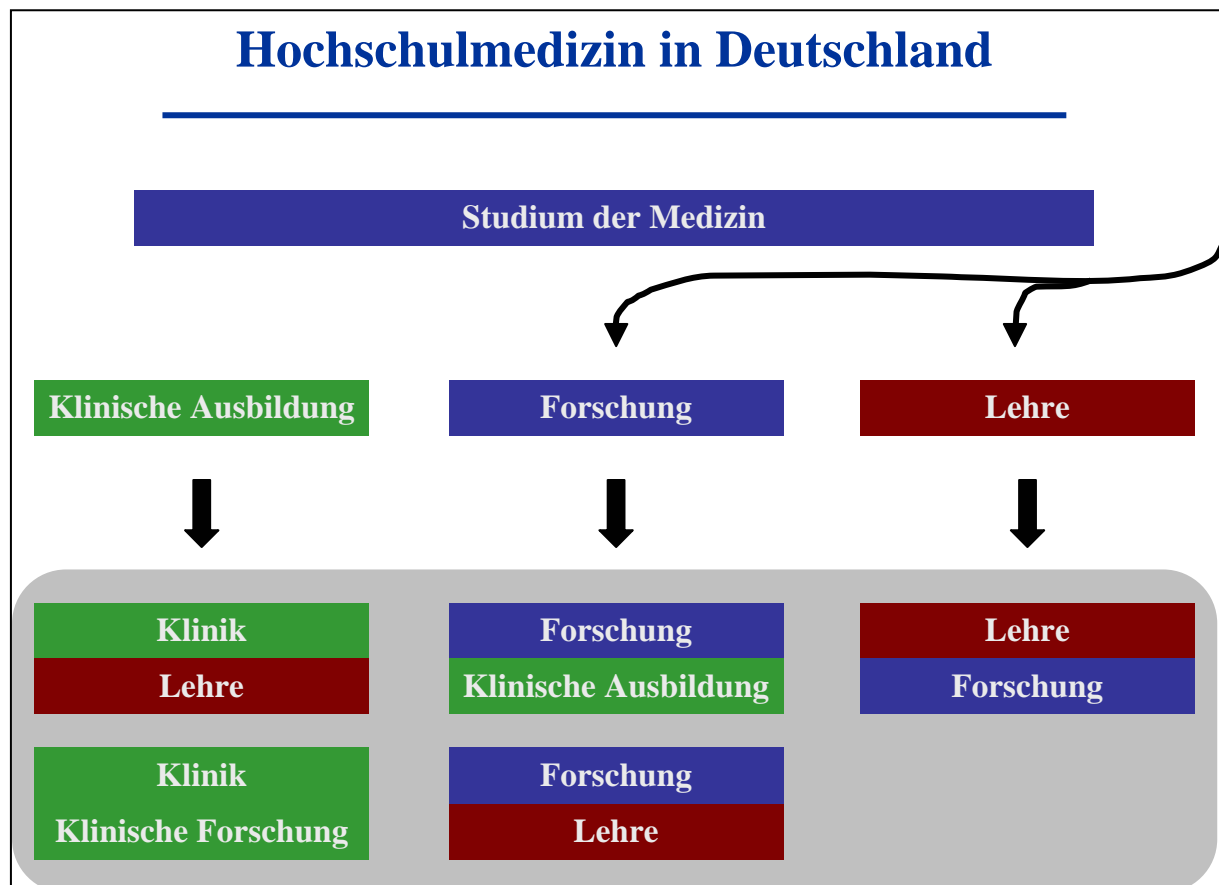 Hochschulmedizin in Deutschland
Studium der Medizin
Klinische Ausbildung
Forschung
Lehre
Klinik
Lehre
Forschung
Klinische Ausbildung
Lehre
Forschung
Klinik
Klinische Forschung
Forschung
Lehre